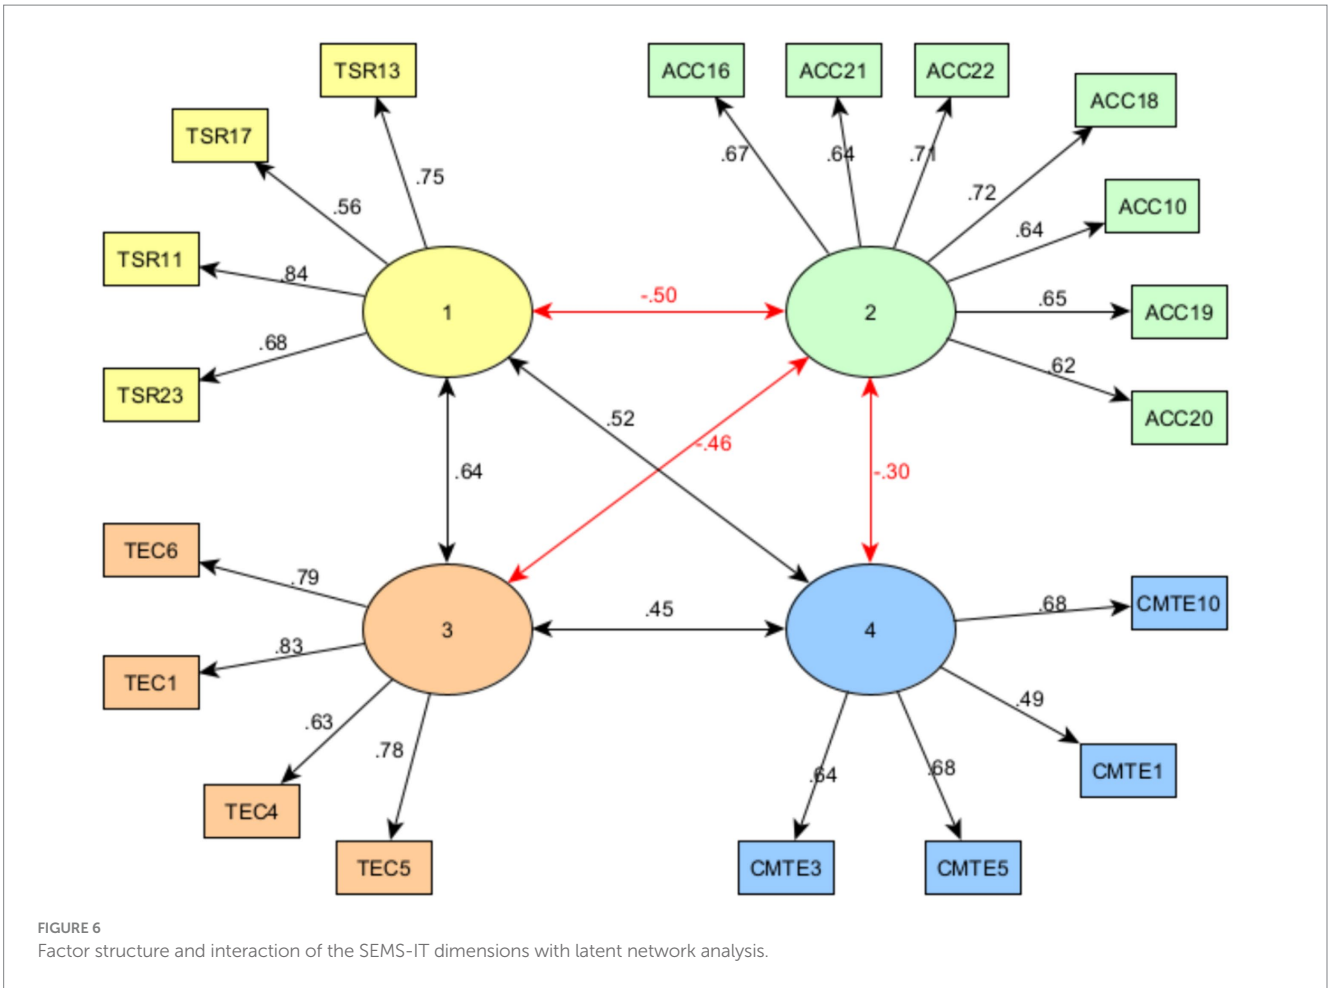 TSR13
ACC16
ACC21
ACC22
ACC18
TSR17
.67
.64
.71
.75
.72
.56
ACC10
.64
TSR11
.84
-.50
.65
1
2
ACC19
.68
.62
TSR23
ACC20
.52
-.46
.64
-.30
TEC6
.79
.45
.68
CMTE10
3
4
.83
TEC1
.49
.63
.78
.64
.68
CMTE1
TEC4
TEC5
CMTE3
CMTE5
FIGURE 6
Factor structure and interaction of the SEMS-IT dimensions with latent network analysis.